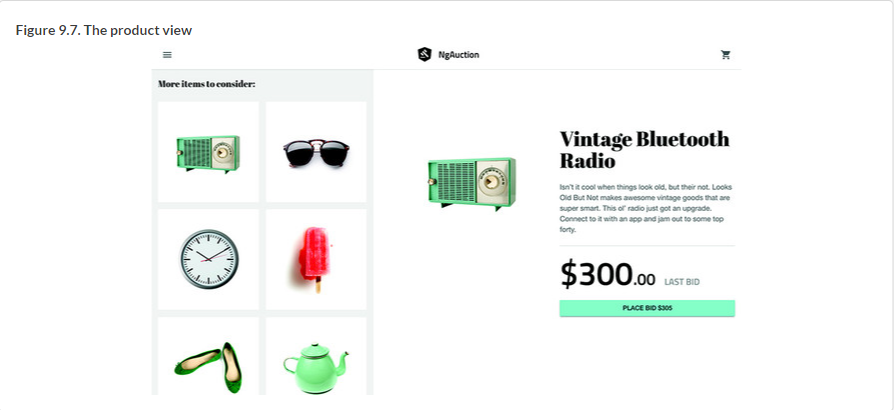 Figure 9.7. The product view
NgAuction
More items to consider:
Vintage Bluetooth
Radio
Isn't it cool when things look old, but their not. Looks
Old But Not makes awesome vintage goods that are
super smart. This ol' radio just got an upgrade.
Connect to it with an app and jam out to some top
forty.
$300.00 LAST BID
PLACE BID $305